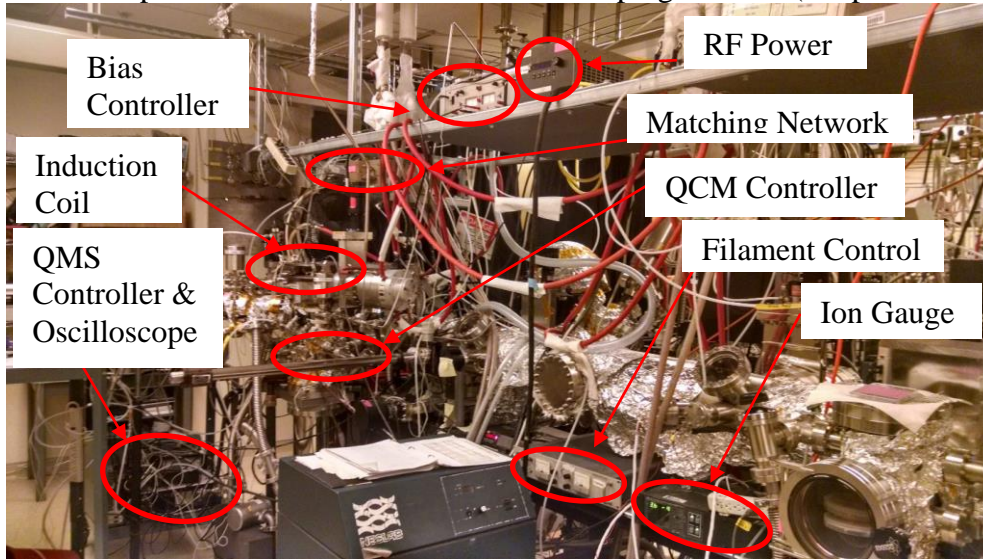 RF Power
Bias
Controller
Matching Network
Induction
Coil
QCM Controller
QMS
Controller &
Oscilloscope
Filament Control
Ion Gauge